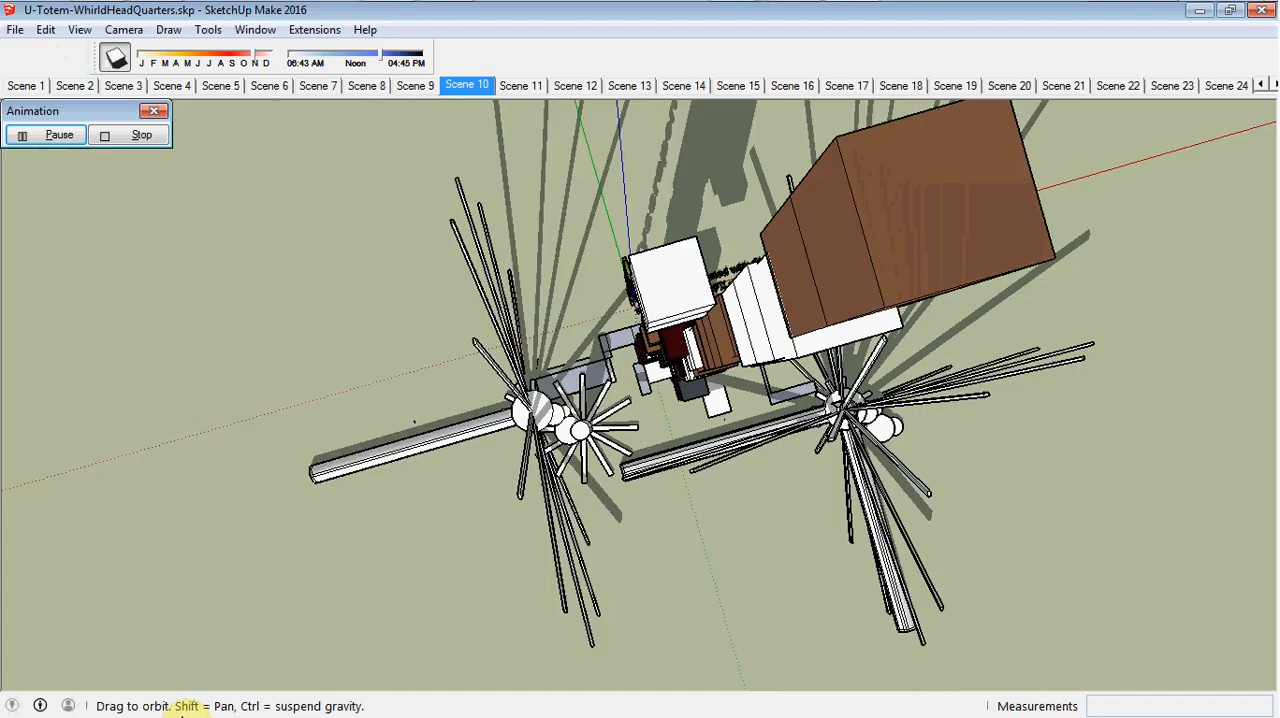 U-Totem-WhirldHeadQuarters.skp - SketchUp Make 2016
File Edit View Camera Draw Tools Window Extensions Help
J F M A M J J A S O N D 06:43 AM Noon 04:45 PM
Scene 1 Scene 2 Scene 3 Scene 4 Scene 5 Scene 6 Scene 7 Scene 8 Scene 9 Scene 10 Scene 11 Scene 12 Scene 13 Scene 14 Scene 15 Scene 16 Scene 17 Scene 18 Scene 19 Scene 20 Scene 21 Scene 22 Scene 23 Scene 24
Animation
Pause Stop
Drag to orbit. Shift = Pan, Ctrl = suspend gravity. Measurements